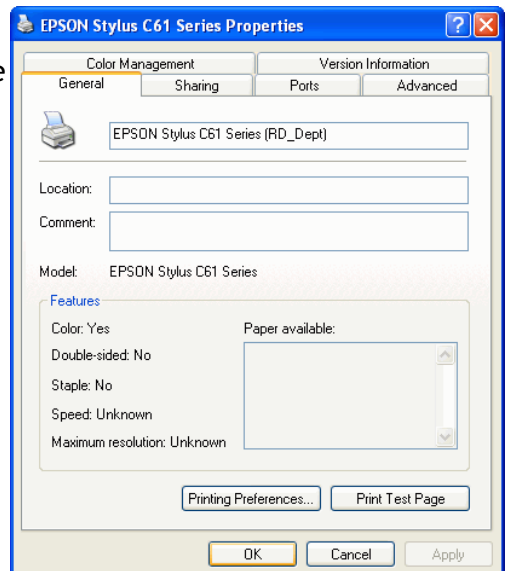 EPSON Stylus C61 Series Properties
?
X
Color Management Version Information
General Sharing Ports Advanced
e
EPSON Stylus C61 Series (RD_Dept)
Location:
Comment:
Model: EPSON Stylus C61 Series
Features
Color: Yes Paper available:
Double-sided: No
Staple: No
Speed: Unknown
Maximum resolution: Unknown
Printing Preferences... Print Test Page
OK Cancel Apply